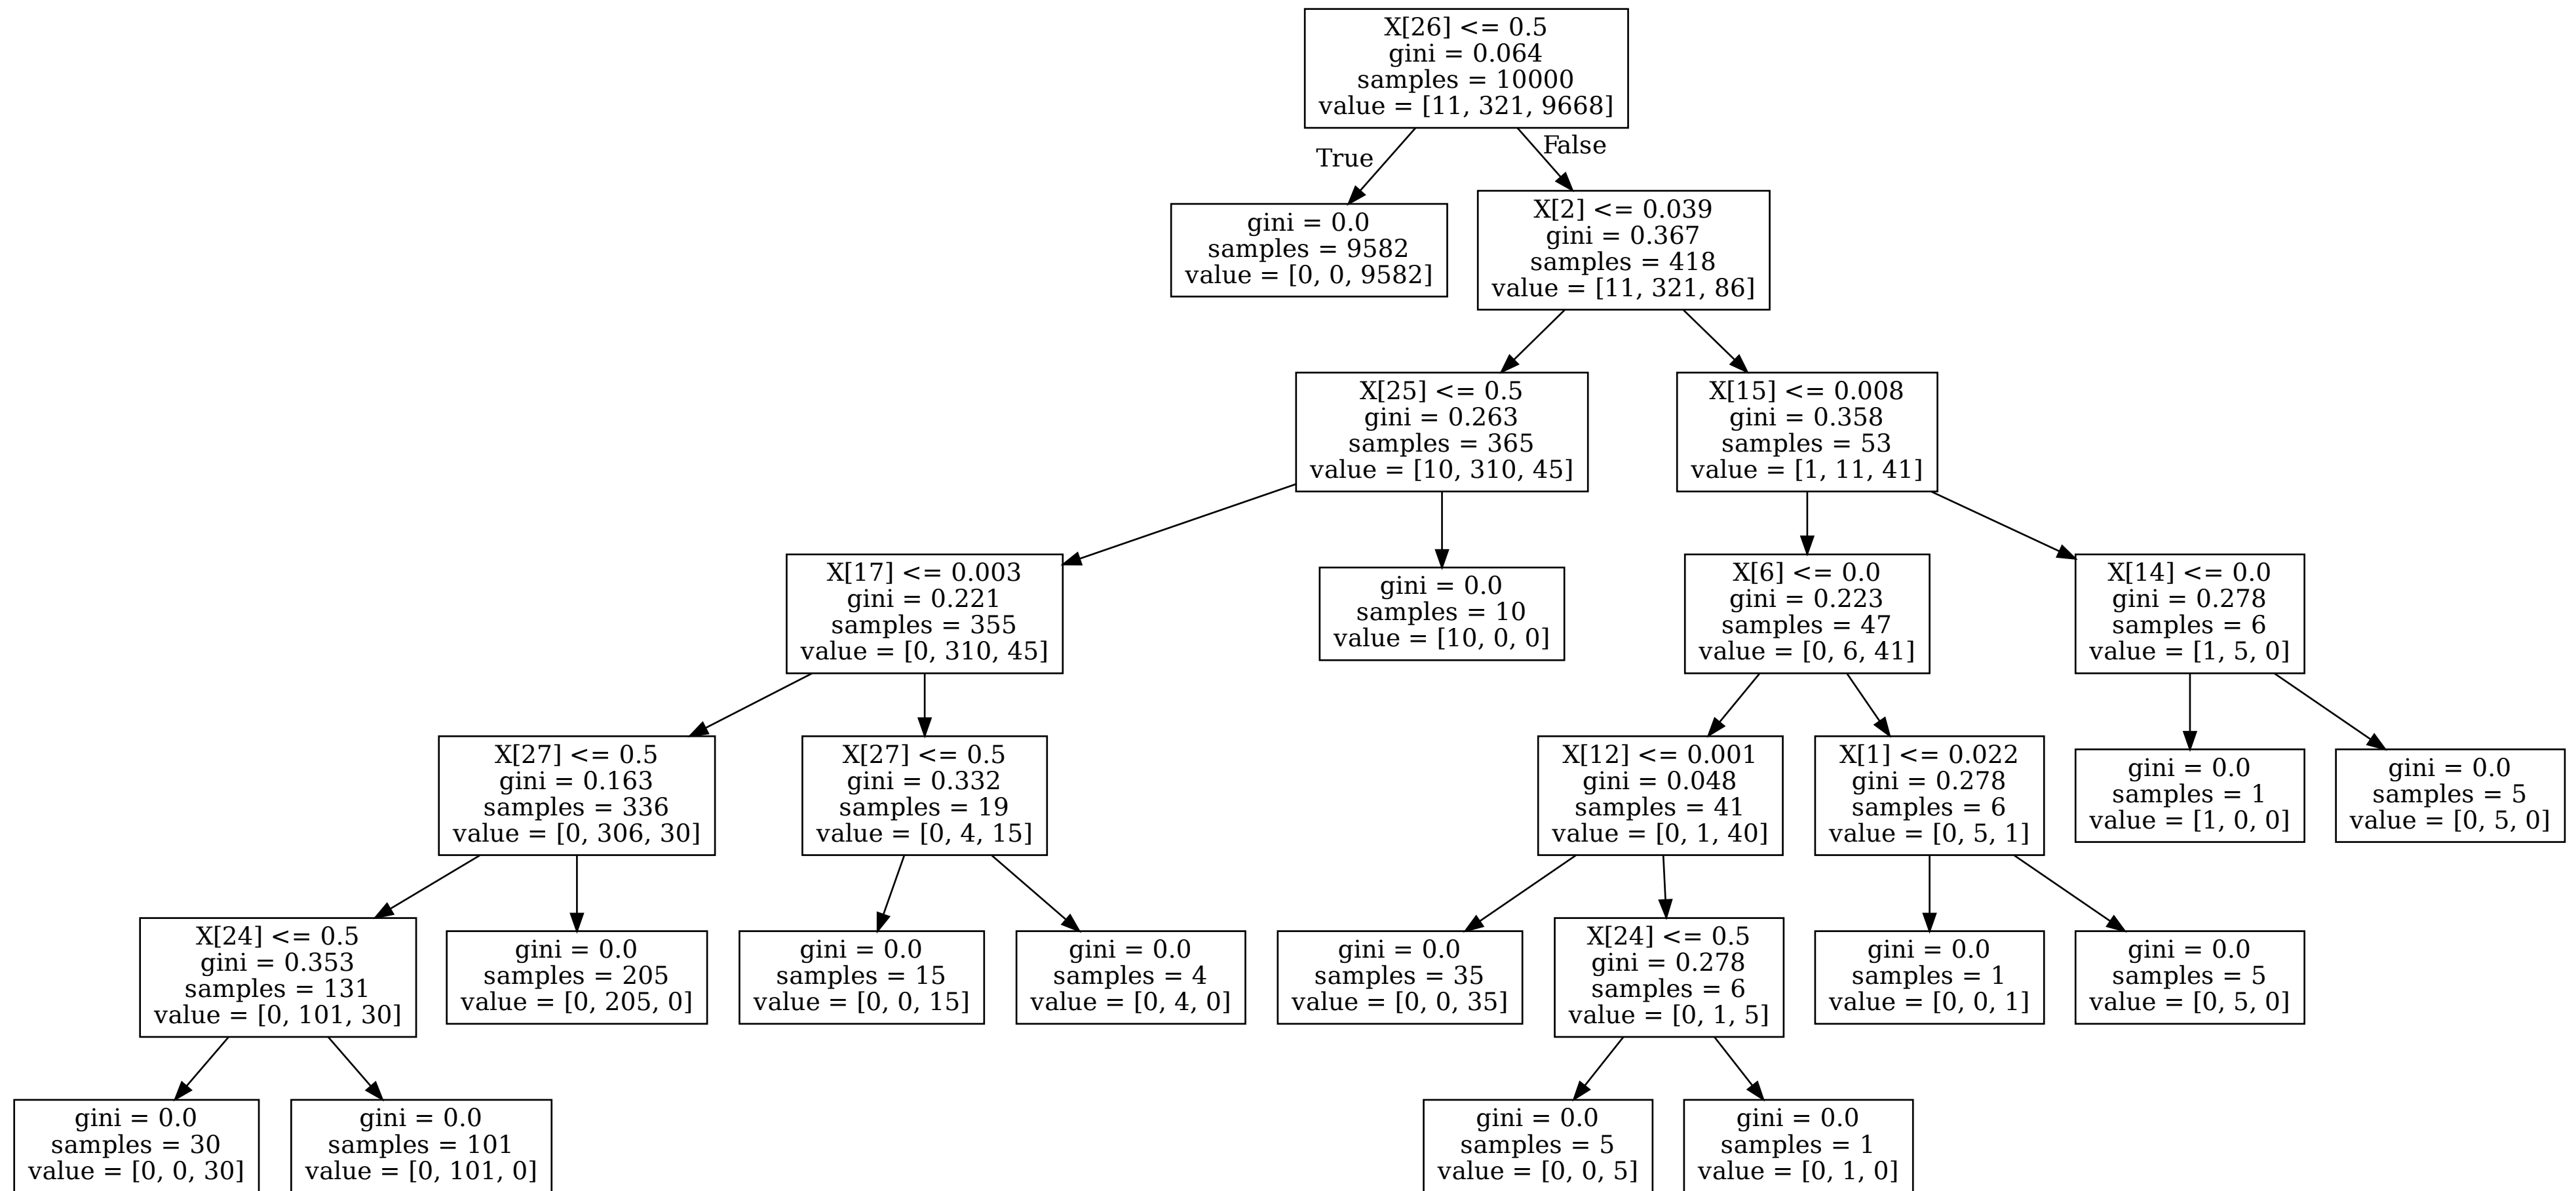 X[26] <= 0.5
gini = 0.064
samples = 10000
value = [11, 321, 9668]
True
False
gini = 0.0
samples = 9582
value = [0, 0, 9582]
X[2] <= 0.039
gini = 0.367
samples = 418
value = [11, 321, 86]
X[25] <= 0.5
gini = 0.263
samples = 365
value = [10, 310, 45]
X[15] <= 0.008
gini = 0.358
samples = 53
value = [1, 11, 41]
X[17] <= 0.003
gini = 0.221
samples = 355
value = [0, 310, 45]
gini = 0.0
samples = 10
value = [10, 0, 0]
X[6] <= 0.0
gini = 0.223
samples = 47
value = [0, 6, 41]
X[14] <= 0.0
gini = 0.278
samples = 6
value = [1, 5, 0]
X[27] <= 0.5
gini = 0.163
samples = 336
value = [0, 306, 30]
X[27] <= 0.5
gini = 0.332
samples = 19
value = [0, 4, 15]
X[12] <= 0.001
gini = 0.048
samples = 41
value = [0, 1, 40]
X[1] <= 0.022
gini = 0.278
samples = 6
value = [0, 5, 1]
gini = 0.0
samples = 1
value = [1, 0, 0]
gini = 0.0
samples = 5
value = [0, 5, 0]
X[24] <= 0.5
gini = 0.353
samples = 131
value = [0, 101, 30]
gini = 0.0
samples = 205
value = [0, 205, 0]
gini = 0.0
samples = 15
value = [0, 0, 15]
gini = 0.0
samples = 4
value = [0, 4, 0]
gini = 0.0
samples = 35
value = [0, 0, 35]
X[24] <= 0.5
gini = 0.278
samples = 6
value = [0, 1, 5]
gini = 0.0
samples = 1
value = [0, 0, 1]
gini = 0.0
samples = 5
value = [0, 5, 0]
gini = 0.0
samples = 30
value = [0, 0, 30]
gini = 0.0
samples = 101
value = [0, 101, 0]
gini = 0.0
samples = 5
value = [0, 0, 5]
gini = 0.0
samples = 1
value = [0, 1, 0]